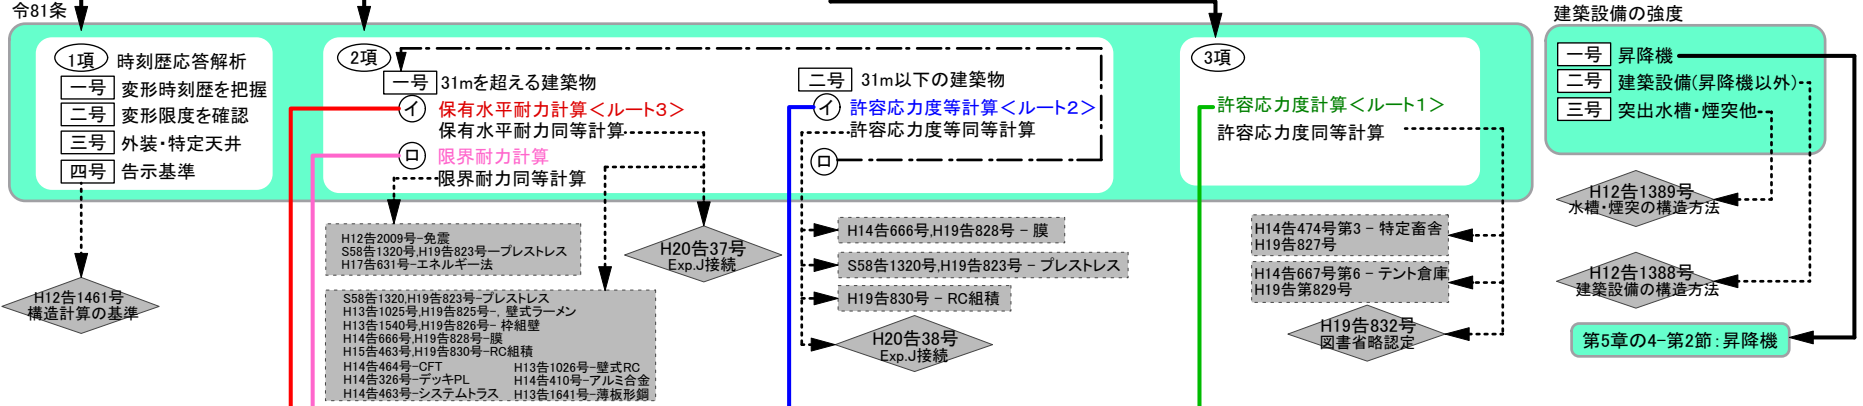 令81条
1項 時刻歴応答解析
一号 変形時刻歴を把握
二号 変形限度を確認
三号 外装・特定天井
四号 告示基準
H12告1461号
構造計算の基準
2項
一号 31mを超える建築物
イ 保有水平耐力計算<ルート3>
保有水平耐力同等計算
ロ 限界耐力計算
限界耐力同等計算
H12告2009号-免震
S58告1320号,H19告823号ープレストレス
H17告631号-エネルギー法
H20告37号
Exp.J接続
S58告1320,H19告823号-プレストレス
H13告1025号,H19告825号-. 壁式ラーメン
H13告1540号,H19告826号- 枠組壁
H14告666号,H19告828号-膜
H15告463号,H19告830号-RC組積
H14告464号-CFT H13告1026号-壁式RC
H14告326号-デッキPL H14告410号-アルミ合金
H14告463号-システムトラス H13告1641号-薄板形鋼
二号 31m以下の建築物
イ 許容応力度等計算<ルート2>
許容応力度等同等計算
ロ
H14告666号,H19告828号 - 膜
S58告1320号,H19告823号 - プレストレス
H19告830号 - RC組積
H20告38号
Exp.J接続
3項
許容応力度計算<ルート1>
許容応力度同等計算
H14告474号第3 - 特定畜舎
H19告827号
H14告667号第6 - テント倉庫
H19告第829号
H19告832号
図書省略認定
建築設備の強度
一号 昇降機
二号 建築設備(昇降機以外)
三号 突出水槽・煙突他
H12告1389号
水槽・煙突の構造方法
H12告1388号
建築設備の構造方法
第5章の4-第2節:昇降機